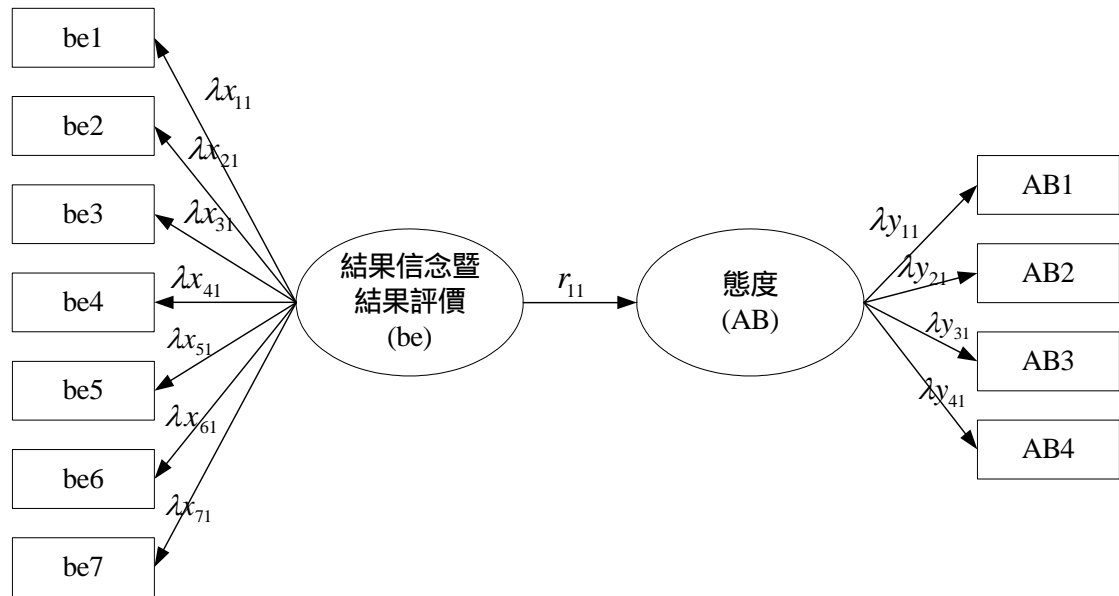 be1
be2
be3
be4
be5
be6
be7
λx₁₁
λx₂₁
λx₃₁
λx₄₁
λx₅₁
λx₆₁
λx₇₁
結果信念暨
結果評價
(be)
r₁₁
態度
(AB)
λy₁₁
λy₂₁
λy₃₁
λy₄₁
AB1
AB2
AB3
AB4